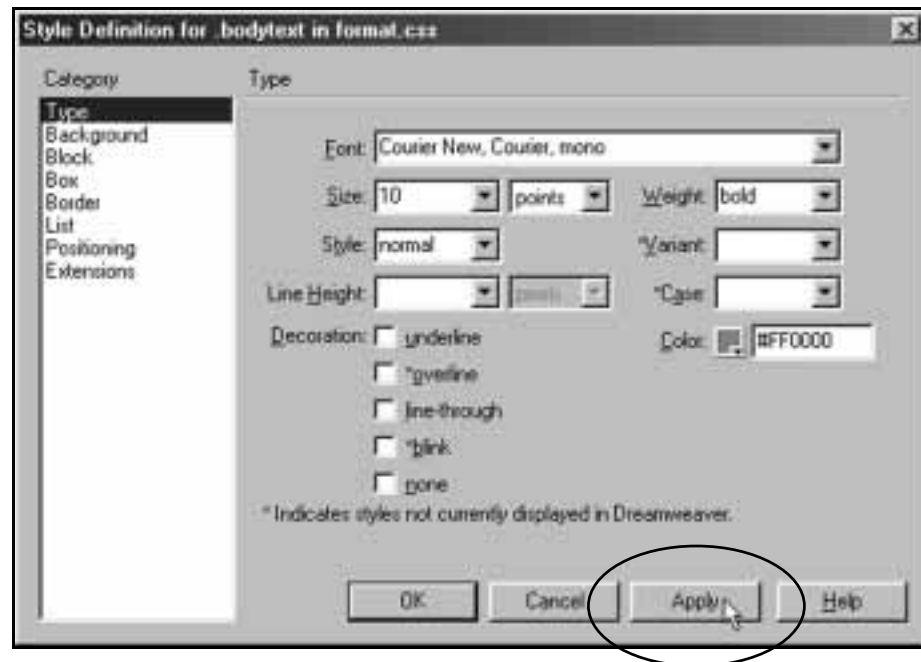 Style Definition for .bodytext in format.css
Category
Type
Type
Background
Block
Box
Border
List
Positioning
Extensions
Font: Courier New, Courier, mono
Size: 10 points Weight: bold
Style: normal *Variant:
Line Height: pixels *Case:
Decoration: underline Color: #FF0000
*overline
line-through
*blink
none
* Indicates styles not currently displayed in Dreamweaver.
OK Cancel Apply Help